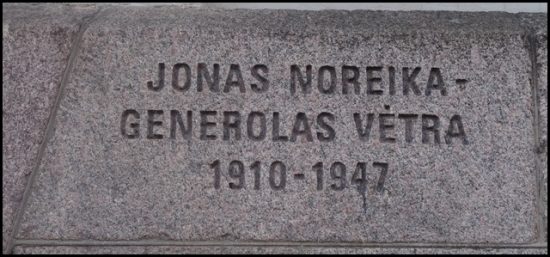 JONAS NOREIKA-
GENEROLAS VĖTRA
1910-1947